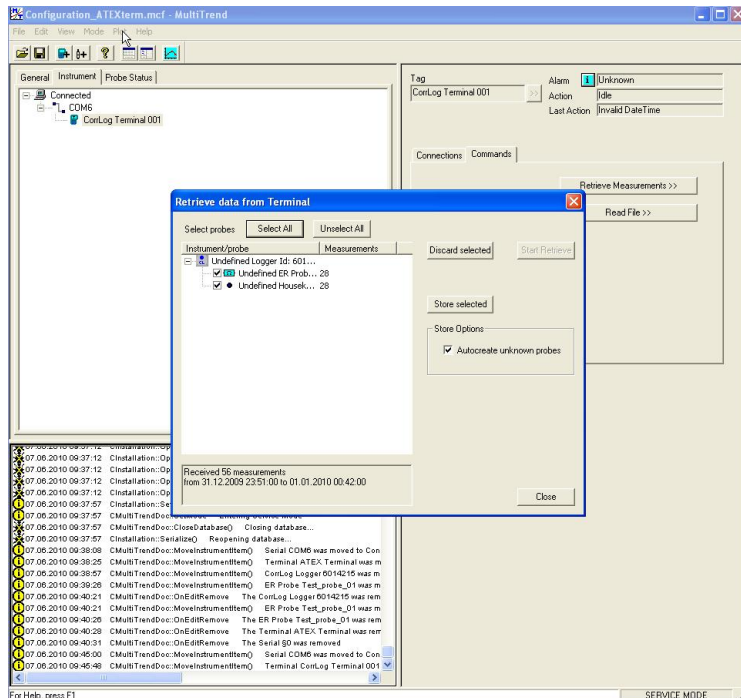 Configuration_ATEXterm.mcf - MultiTrend
File Edit View Mode Help
General Instrument Probe Status
Connected
COM6
CorrLog Terminal 001
Tag
CorrLog Terminal 001 >>
Alarm Unknown
Action Idle
Last Action Invalid DateTime
Connections Commands
Retrieve Measurements >>
Read File >>
Retrieve data from Terminal
Select probes Select All Unselect All
Instrument/probe Measurements
Undefined Logger Id: 601...
Undefined ER Prob... 28
Undefined Housek... 28
Discard selected Start Retrieve
Store selected
Store Options
Autocreate unknown probes
Received 56 measurements
from 31.12.2009 23:51:00 to 01.01.2010 00:42:00
Close
07.06.2010 09:37:12 CInstallation::Op
07.06.2010 09:37:12 CInstallation::Op
07.06.2010 09:37:12 CInstallation::Op
07.06.2010 09:37:12 CInstallation::Op
07.06.2010 09:37:12 CInstallation::Op
07.06.2010 09:37:57 CInstallation::Se
07.06.2010 09:37:57
07.06.2010 09:37:57 CMultiTrendDoc::CloseDatabase() Closing database...
07.06.2010 09:37:57 CInstallation::Serialize() Reopening database...
07.06.2010 09:38:08 CMultiTrendDoc::MoveInstrumentItem() Serial COM6 was moved to Con
07.06.2010 09:38:25 CMultiTrendDoc::MoveInstrumentItem() Terminal ATEX Terminal was m
07.06.2010 09:38:57 CMultiTrendDoc::MoveInstrumentItem() CorrLog Logger 6014215 was m
07.06.2010 09:39:26 CMultiTrendDoc::MoveInstrumentItem() ER Probe Test_probe_01 was m
07.06.2010 09:40:21 CMultiTrendDoc::OnEditRemove The CorrLog Logger 6014215 was rem
07.06.2010 09:40:21 CMultiTrendDoc::MoveInstrumentItem() ER Probe Test_probe_01 was m
07.06.2010 09:40:26 CMultiTrendDoc::OnEditRemove The ER Probe Test_probe_01 was rem
07.06.2010 09:40:28 CMultiTrendDoc::OnEditRemove The Terminal ATEX Terminal was rem
07.06.2010 09:40:31 CMultiTrendDoc::OnEditRemove The Serial §0 was removed
07.06.2010 09:45:00 CMultiTrendDoc::MoveInstrumentItem() Serial COM6 was moved to Con
07.06.2010 09:45:48 CMultiTrendDoc::MoveInstrumentItem() Terminal CorrLog Terminal 001
For Help, press F1
SERVICE MODE